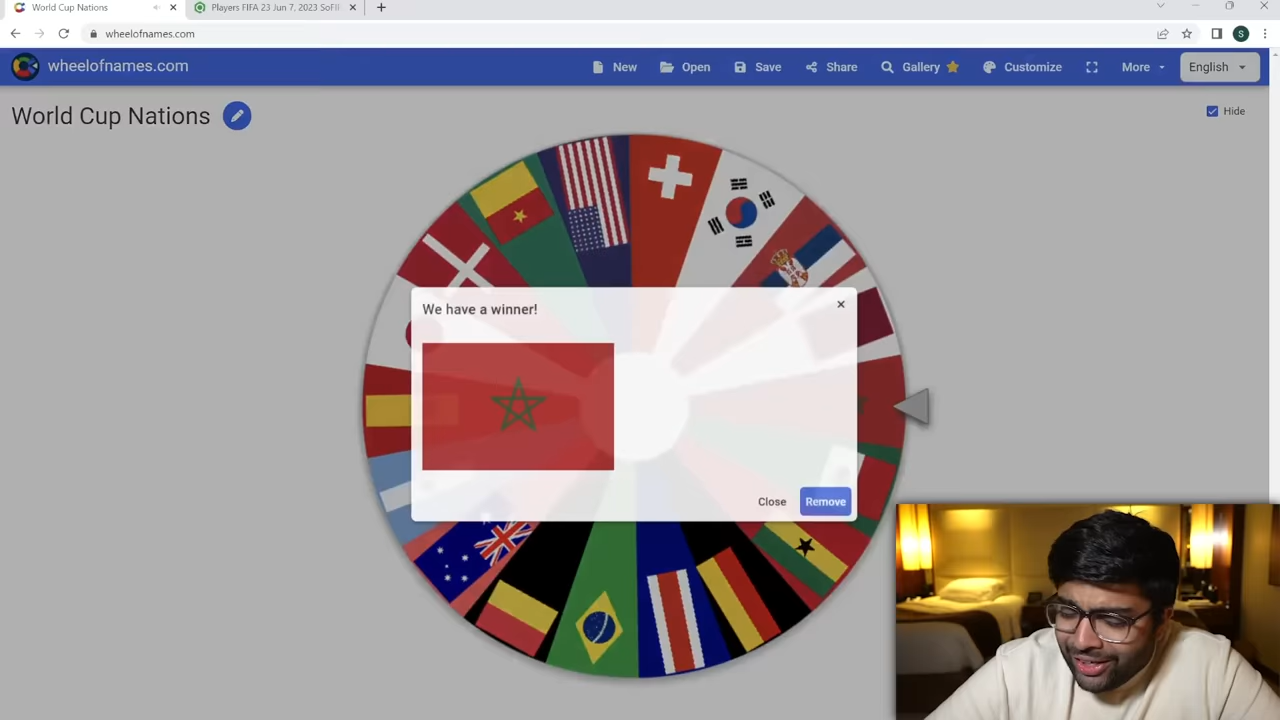 World Cup Nations
Players FIFA 23 Jun 7, 2023 SoFIF
wheelofnames.com
S
wheelofnames.com
New
Open
Save
Share
Gallery
Customize
More
English
World Cup Nations
Hide
We have a winner!
Close
Remove